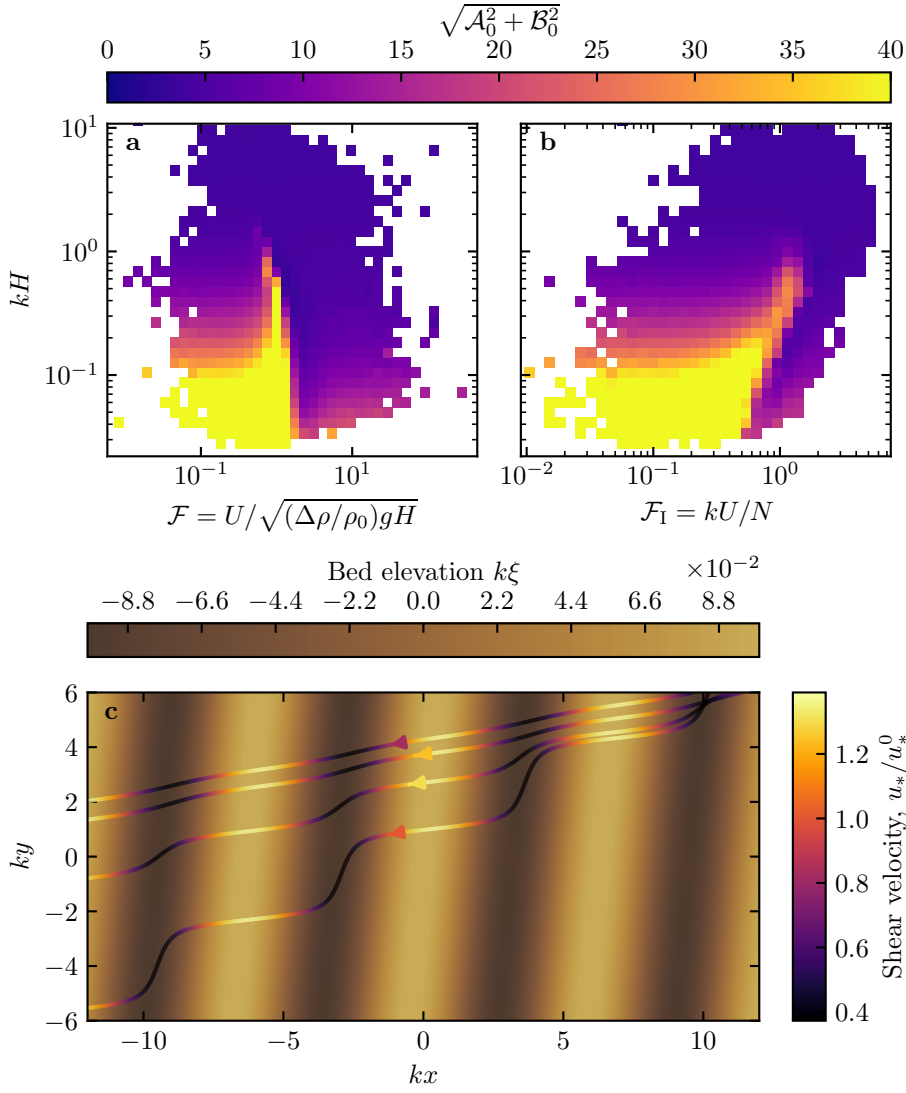 √(𝒜₀² + ℬ₀²)
0 5 10 15 20 25 30 35 40
a
b
10¹
10⁰
10⁻¹
kH
10⁻¹ 10¹
10⁻² 10⁻¹ 10⁰
ℱ = U/√((Δρ/ρ₀)gH)
ℱ_I = kU/N
Bed elevation kξ
×10⁻²
−8.8 −6.6 −4.4 −2.2 0.0 2.2 4.4 6.6 8.8
c
6
4
2
0
−2
−4
−6
ky
−10 −5 0 5 10
kx
1.2
1.0
0.8
0.6
0.4
Shear velocity, u_*/u_*⁰